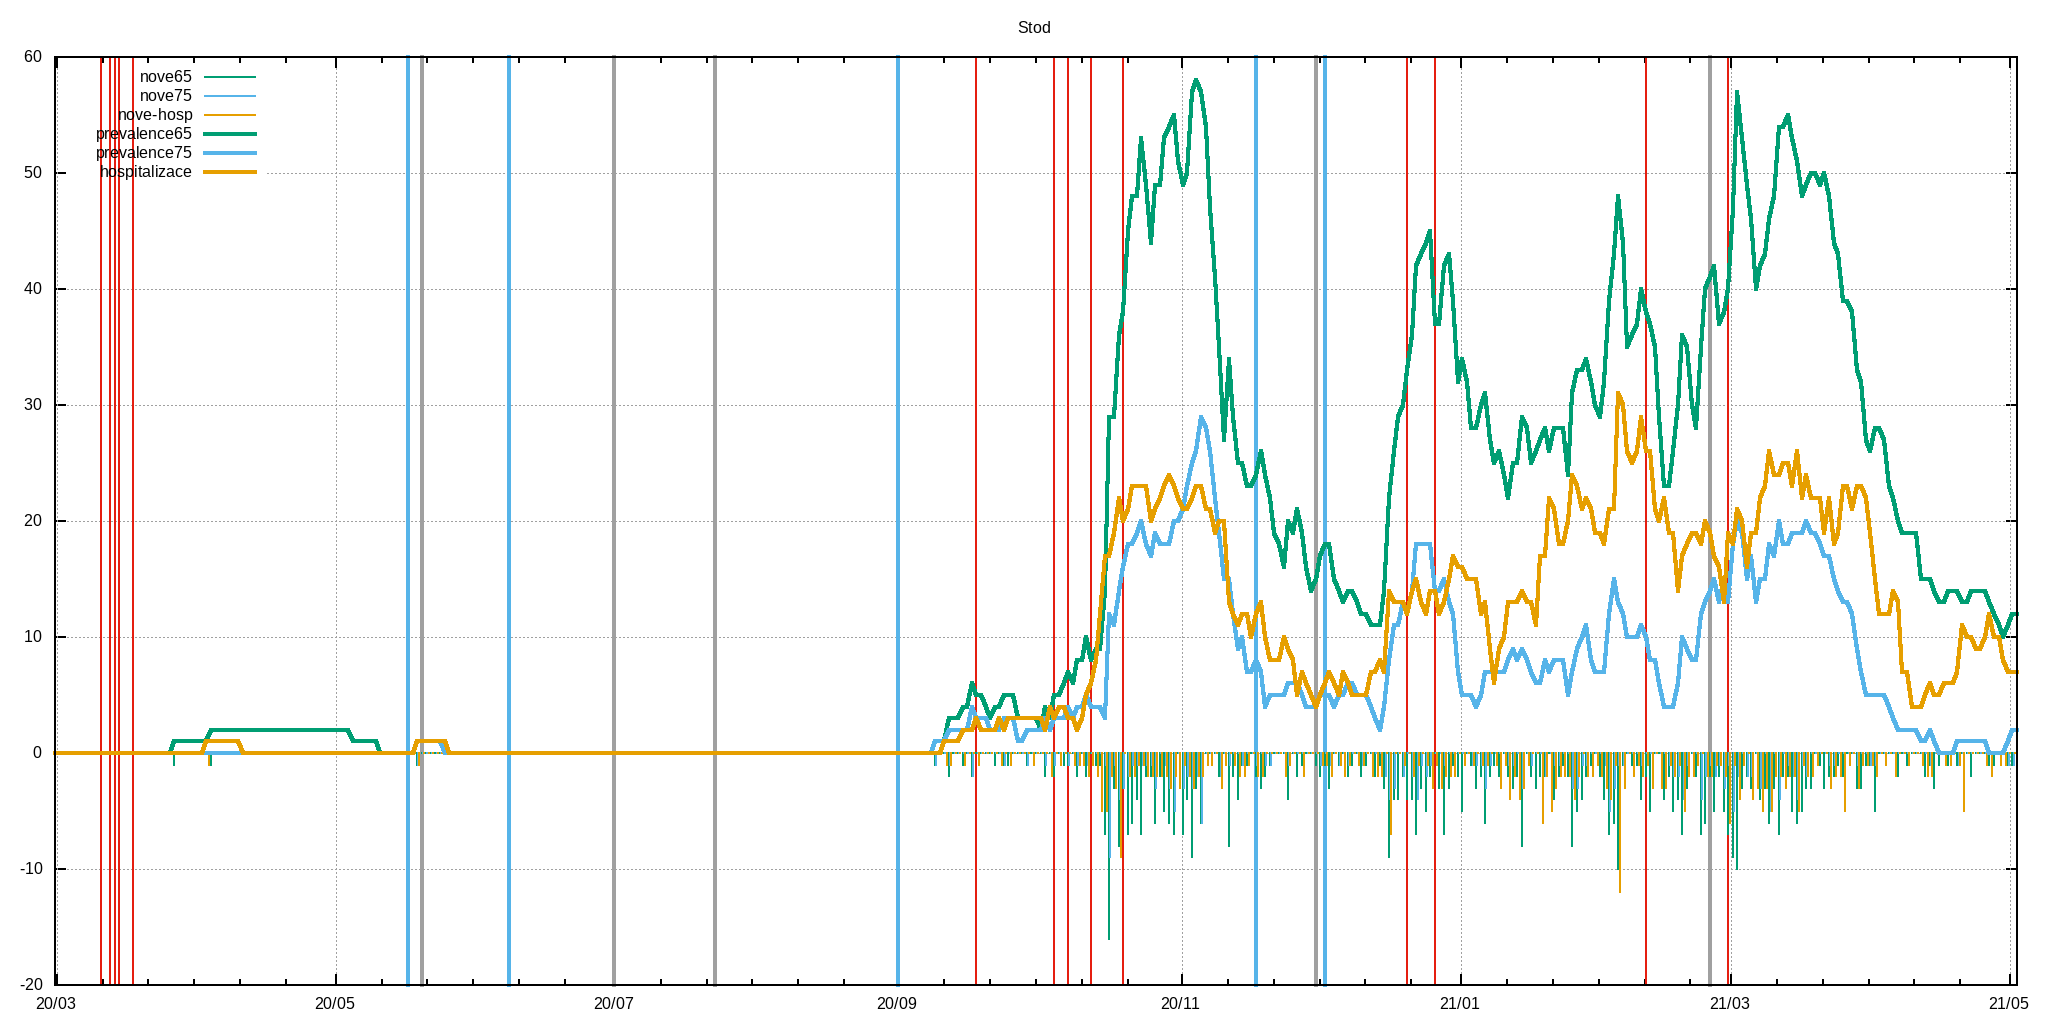 Stod
60
nove65
nove75
nove-hosp
prevalence65
prevalence75
hospitalizace
50
40
30
20
10
0
-10
-20
20/03 20/05 20/07 20/09 20/11 21/01 21/03 21/05